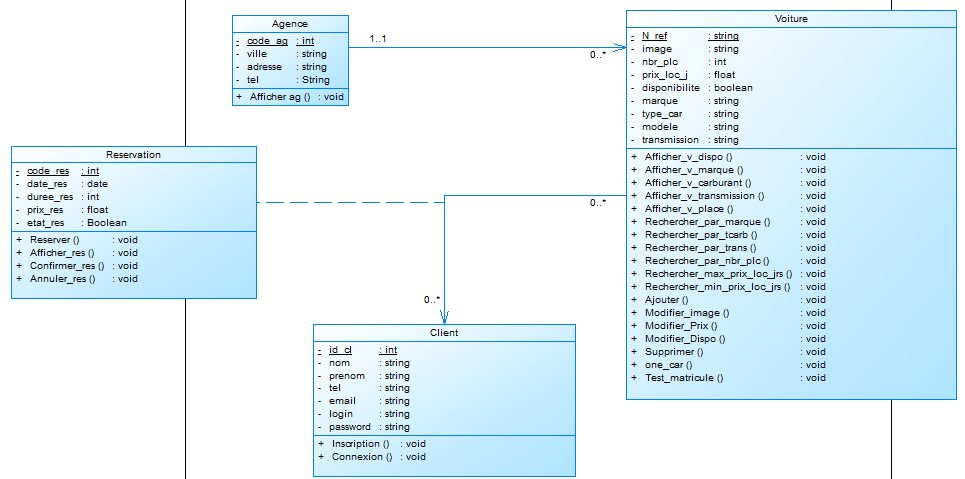 Agence
- code_ag : int
- ville : string
- adresse : string
- tel : String
+ Afficher ag () : void
1..1
0..*
Voiture
- N_ref : string
- image : string
- nbr_plc : int
- prix_loc_j : float
- disponibilite : boolean
- marque : string
- type_car : string
- modele : string
- transmission : string
+ Afficher_v_dispo () : void
+ Afficher_v_marque () : void
+ Afficher_v_carburant () : void
+ Afficher_v_transmission () : void
+ Afficher_v_place () : void
+ Rechercher_par_marque () : void
+ Rechercher_par_tcarb () : void
+ Rechercher_par_trans () : void
+ Rechercher_par_nbr_plc () : void
+ Rechercher_max_prix_loc_jrs () : void
+ Rechercher_min_prix_loc_jrs () : void
+ Ajouter () : void
+ Modifier_image () : void
+ Modifier_Prix () : void
+ Modifier_Dispo () : void
+ Supprimer () : void
+ one_car () : void
+ Test_matricule () : void
Reservation
- code_res : int
- date_res : date
- duree_res : int
- prix_res : float
- etat_res : Boolean
+ Reserver () : void
+ Afficher_res () : void
+ Confirmer_res () : void
+ Annuler_res () : void
0..*
0..*
Client
- id_cl : int
- nom : string
- prenom : string
- tel : string
- email : string
- login : string
- password : string
+ Inscription () : void
+ Connexion () : void